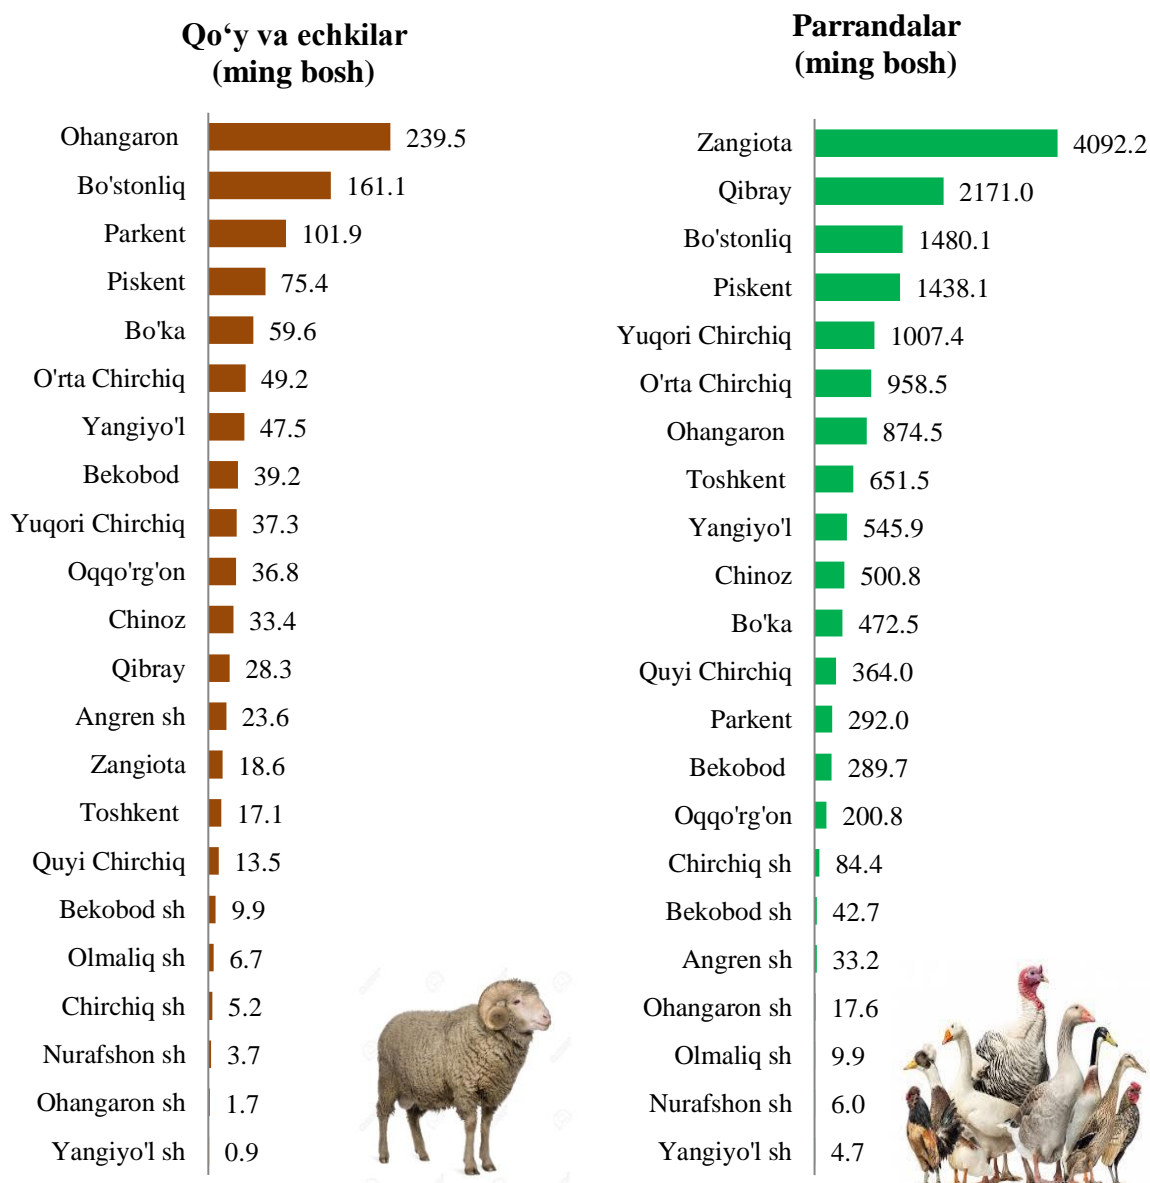 Qo‘y va echkilar
(ming bosh)
Ohangaron 239.5
Bo'stonliq 161.1
Parkent 101.9
Piskent 75.4
Bo'ka 59.6
O'rta Chirchiq 49.2
Yangiyo'l 47.5
Bekobod 39.2
Yuqori Chirchiq 37.3
Oqqo'rg'on 36.8
Chinoz 33.4
Qibray 28.3
Angren sh 23.6
Zangiota 18.6
Toshkent 17.1
Quyi Chirchiq 13.5
Bekobod sh 9.9
Olmaliq sh 6.7
Chirchiq sh 5.2
Nurafshon sh 3.7
Ohangaron sh 1.7
Yangiyo'l sh 0.9
Parrandalar
(ming bosh)
Zangiota 4092.2
Qibray 2171.0
Bo'stonliq 1480.1
Piskent 1438.1
Yuqori Chirchiq 1007.4
O'rta Chirchiq 958.5
Ohangaron 874.5
Toshkent 651.5
Yangiyo'l 545.9
Chinoz 500.8
Bo'ka 472.5
Quyi Chirchiq 364.0
Parkent 292.0
Bekobod 289.7
Oqqo'rg'on 200.8
Chirchiq sh 84.4
Bekobod sh 42.7
Angren sh 33.2
Ohangaron sh 17.6
Olmaliq sh 9.9
Nurafshon sh 6.0
Yangiyo'l sh 4.7